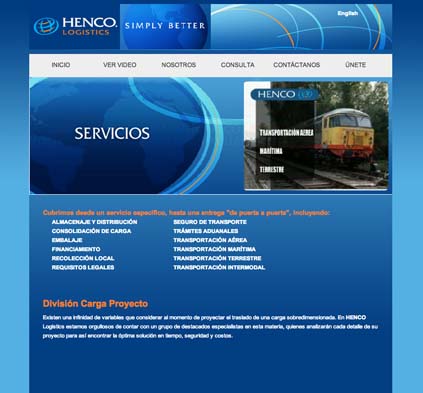 HENCO.
LOGISTICS
SIMPLY BETTER
English
INICIO VER VIDEO NOSOTROS CONSULTA CONTÁCTANOS ÚNETE
SERVICIOS
HENCO
TRANSPORTACIÓN AEREA
MARÍTIMA
TERRESTRE
Cubrimos desde un servicio específico, hasta una entrega "de puerta a puerta", incluyendo:
ALMACENAJE Y DISTRIBUCIÓN SEGURO DE TRANSPORTE
CONSOLIDACIÓN DE CARGA TRÁMITES ADUANALES
EMBALAJE TRANSPORTACIÓN AÉREA
FINANCIAMIENTO TRANSPORTACIÓN MARÍTIMA
RECOLECCIÓN LOCAL TRANSPORTACIÓN TERRESTRE
REQUISITOS LEGALES TRANSPORTACIÓN INTERMODAL
División Carga Proyecto
Existen una infinidad de variables que considerar al momento de proyectar el traslado de una carga sobredimensionada. En HENCO
Logistics estamos orgullosos de contar con un grupo de destacados especialistas en esta materia, quienes analizarán cada detalle de su
proyecto para así encontrar la óptima solución en tiempo, seguridad y costos.